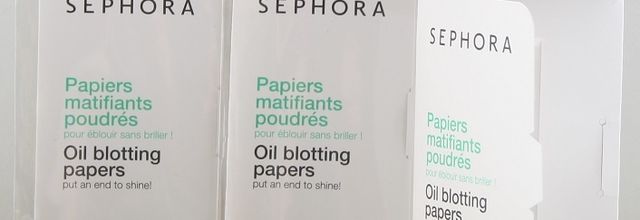 SEPHORA
Papiers
matifiants
poudrés
pour éblouir sans briller !
Oil blotting
papers
put an end to shine!
SEPHORA
Papiers
matifiants
poudrés
pour éblouir sans briller !
Oil blotting
papers
put an end to shine!
SEPHORA
Papiers
matifiants
poudrés
pour éblouir sans briller !
Oil blotting
papers